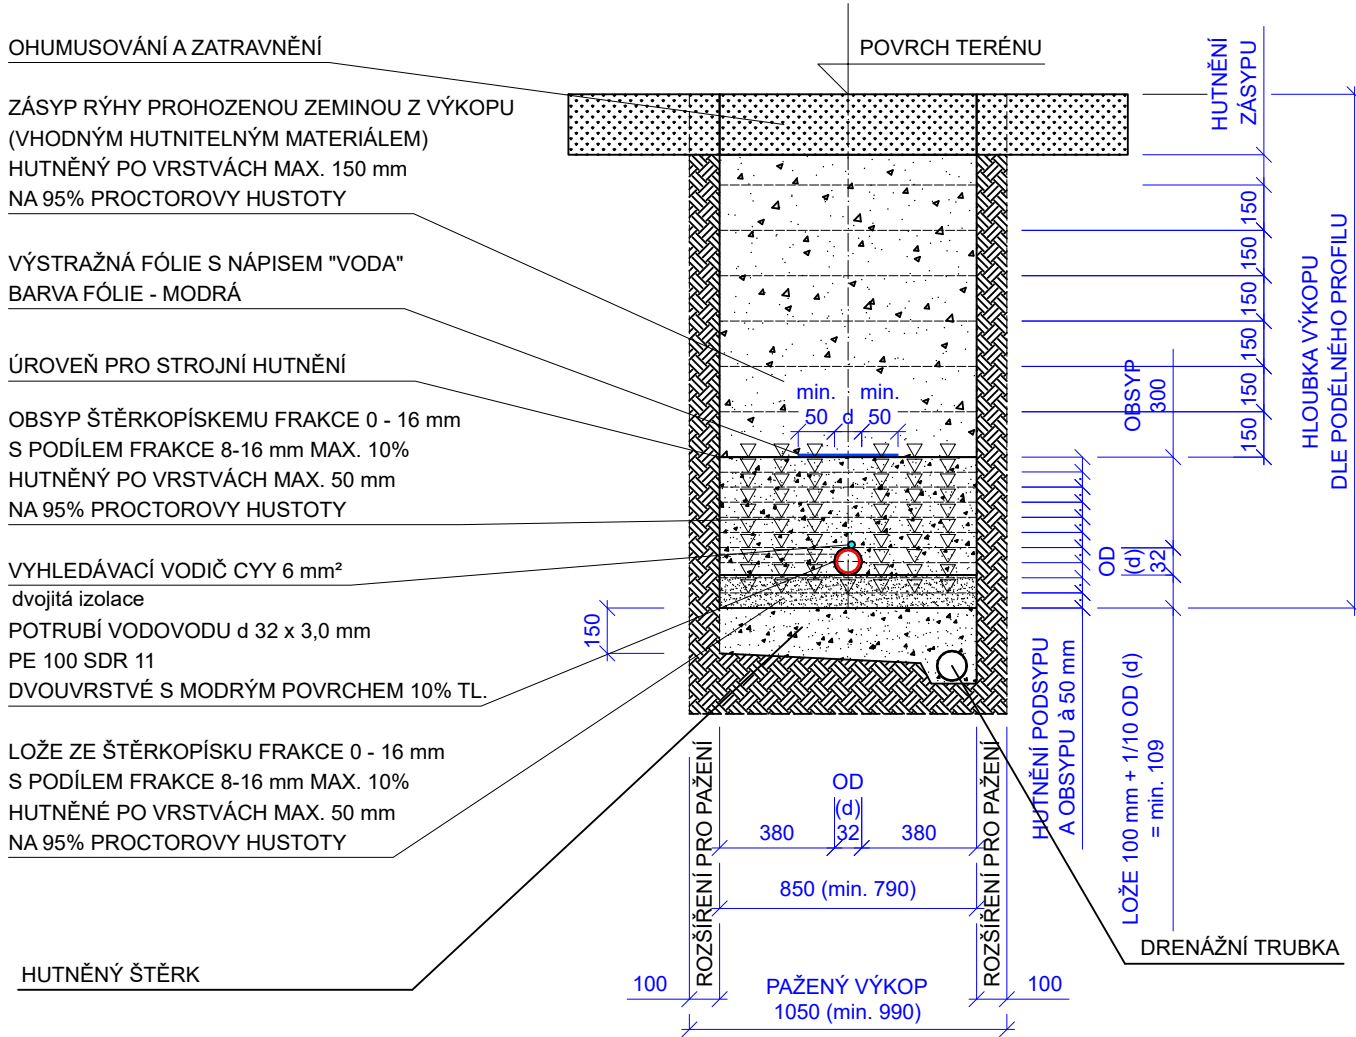 OHUMUSOVÁNÍ A ZATRAVNĚNÍ
ZÁSYP RÝHY PROHOZENOU ZEMINOU Z VÝKOPU
(VHODNÝM HUTNITELNÝM MATERIÁLEM)
HUTNĚNÝ PO VRSTVÁCH MAX. 150 mm
NA 95% PROCTOROVY HUSTOTY
VÝSTRAŽNÁ FÓLIE S NÁPISEM "VODA"
BARVA FÓLIE - MODRÁ
ÚROVEŇ PRO STROJNÍ HUTNĚNÍ
OBSYP ŠTĚRKOPÍSKEMU FRAKCE 0 - 16 mm
S PODÍLEM FRAKCE 8-16 mm MAX. 10%
HUTNĚNÝ PO VRSTVÁCH MAX. 50 mm
NA 95% PROCTOROVY HUSTOTY
VYHLEDÁVACÍ VODIČ CYY 6 mm²
dvojitá izolace
POTRUBÍ VODOVODU d 32 x 3,0 mm
PE 100 SDR 11
DVOUVRSTVÉ S MODRÝM POVRCHEM 10% TL.
LOŽE ZE ŠTĚRKOPÍSKU FRAKCE 0 - 16 mm
S PODÍLEM FRAKCE 8-16 mm MAX. 10%
HUTNĚNÉ PO VRSTVÁCH MAX. 50 mm
NA 95% PROCTOROVY HUSTOTY
HUTNĚNÝ ŠTĚRK
POVRCH TERÉNU
min.
min.
50
d
50
150
HUTNĚNÍ
ZÁSYPU
150
150
150
150
150
150
OBSYP
300
OD
(d)
32
HLOUBKA VÝKOPU
DLE PODÉLNÉHO PROFILU
HUTNĚNÍ PODSYPU
A OBSYPU à 50 mm
LOŽE 100 mm + 1/10 OD (d)
= min. 109
ROZŠÍŘENÍ PRO PAŽENÍ
ROZŠÍŘENÍ PRO PAŽENÍ
OD
(d)
380
32
380
850 (min. 790)
100
PAŽENÝ VÝKOP
1050 (min. 990)
100
DRENÁŽNÍ TRUBKA